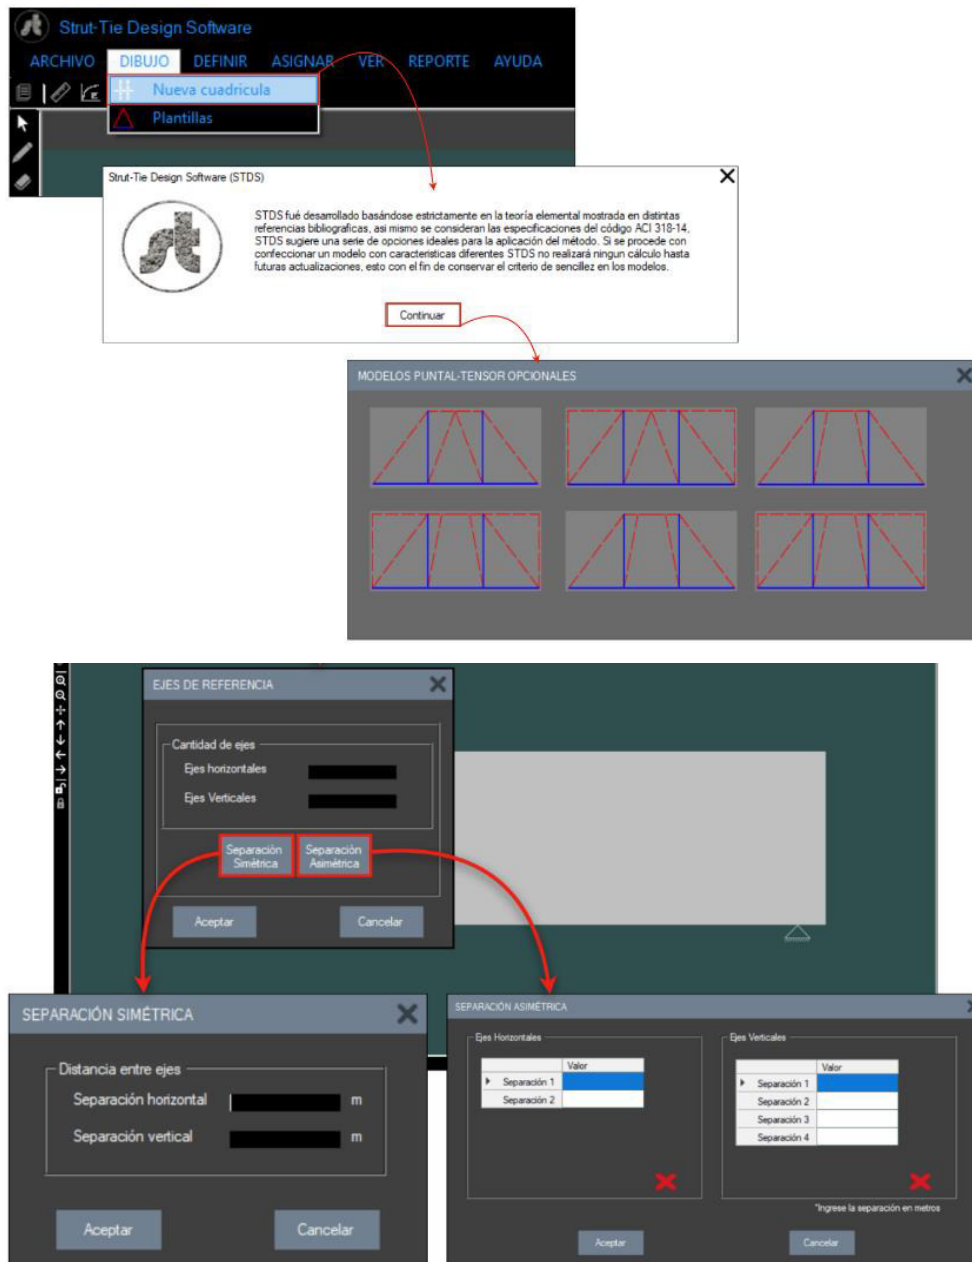 Strut-Tie Design Software
ARCHIVO DIBUJO DEFINIR ASIGNAR VER REPORTE AYUDA
Nueva cuadricula
Plantillas
Strut-Tie Design Software (STDS)
STDS fué desarrollado basándose estrictamente en la teoría elemental mostrada en distintas
referencias bibliograficas, asi mismo se consideran las especificaciones del código ACI 318-14,
STDS sugiere una serie de opciones ideales para la aplicación del método. Si se procede con
confeccionar un modelo con caracteristicas diferentes STDS no realizará ningun cálculo hasta
futuras actualizaciones, esto con el fin de conservar el criterio de sencillez en los modelos.
Continuar
MODELOS PUNTAL-TENSOR OPCIONALES
EJES DE REFERENCIA
Cantidad de ejes
Ejes horizontales
Ejes Verticales
Separación Simétrica
Separación Asimétrica
Aceptar Cancelar
SEPARACIÓN SIMÉTRICA
Distancia entre ejes
Separación horizontal m
Separación vertical m
Aceptar Cancelar
SEPARACIÓN ASIMÉTRICA
Ejes Horizontales
Valor
Separación 1
Separación 2
Ejes Verticales
Valor
Separación 1
Separación 2
Separación 3
Separación 4
*Ingrese la separación en metros
Aceptar Cancelar